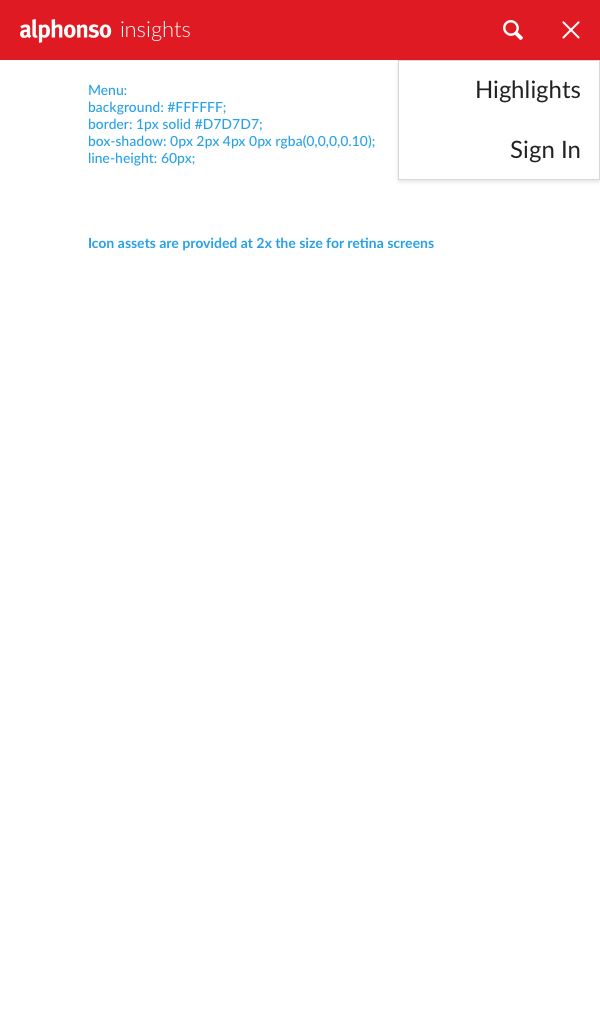 alphonso insights
Highlights
Sign In
Menu:
background: #FFFFFF;
border: 1px solid #D7D7D7;
box-shadow: 0px 2px 4px 0px rgba(0,0,0,0.10);
line-height: 60px;
Icon assets are provided at 2x the size for retina screens